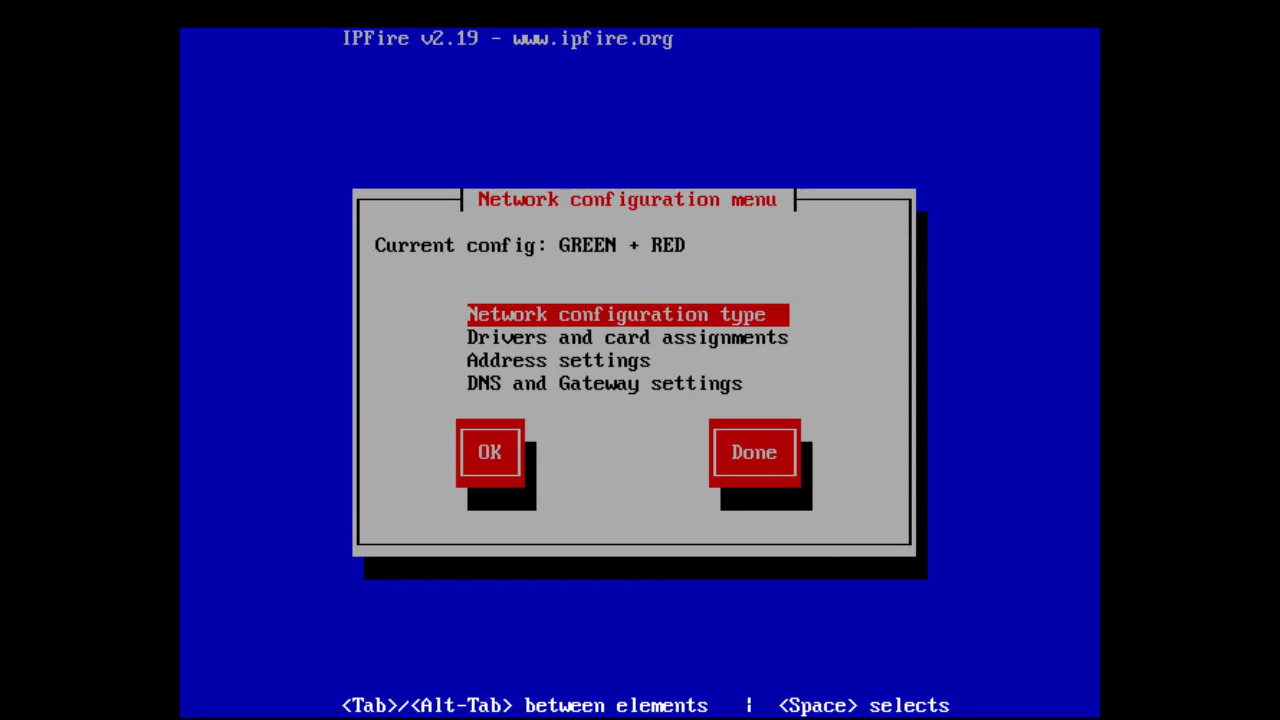 IPFire v2.19 - www.ipfire.org
Network configuration menu
Current config: GREEN + RED
Network configuration type
Drivers and card assignments
Address settings
DNS and Gateway settings
OK Done
<Tab>/<Alt-Tab> between elements | <Space> selects